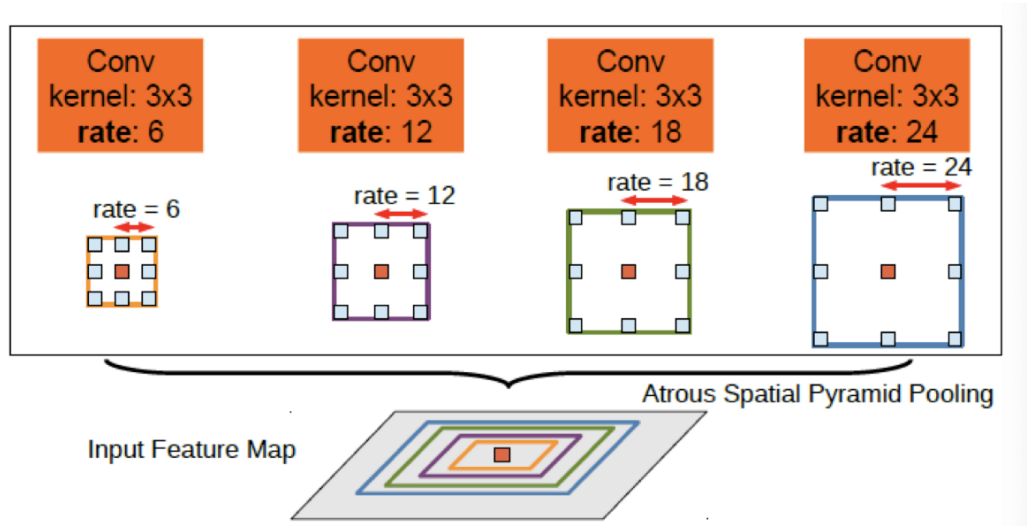 Conv
kernel: 3x3
rate: 6
Conv
kernel: 3x3
rate: 12
Conv
kernel: 3x3
rate: 18
Conv
kernel: 3x3
rate: 24
rate = 6
rate = 12
rate = 18
rate = 24
Atrous Spatial Pyramid Pooling
Input Feature Map